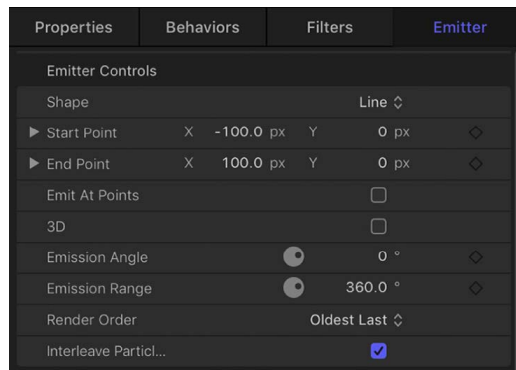 Properties Behaviors Filters Emitter
Emitter Controls
Shape Line
Start Point X -100.0 px Y 0 px
End Point X 100.0 px Y 0 px
Emit At Points
3D
Emission Angle 0 °
Emission Range 360.0 °
Render Order Oldest Last
Interleave Particl...